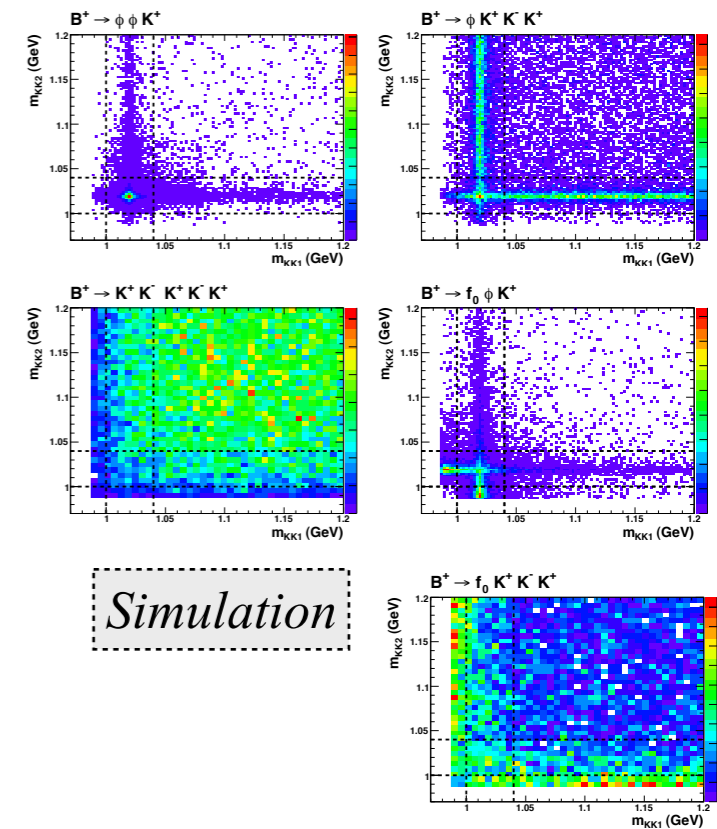 B⁺ → ϕ ϕ K⁺
m_KK2 (GeV)
1.2
1.15
1.1
1.05
1
1 1.05 1.1 1.15 1.2
m_KK1 (GeV)
B⁺ → ϕ K⁺ K⁻ K⁺
m_KK2 (GeV)
1.2
1.15
1.1
1.05
1
1 1.05 1.1 1.15 1.2
m_KK1 (GeV)
B⁺ → K⁺ K⁻ K⁺ K⁻ K⁺
m_KK2 (GeV)
1.2
1.15
1.1
1.05
1
1 1.05 1.1 1.15 1.2
m_KK1 (GeV)
B⁺ → f₀ ϕ K⁺
m_KK2 (GeV)
1.2
1.15
1.1
1.05
1
1 1.05 1.1 1.15 1.2
m_KK1 (GeV)
Simulation
B⁺ → f₀ K⁺ K⁻ K⁺
m_KK2 (GeV)
1.2
1.15
1.1
1.05
1
1 1.05 1.1 1.15 1.2
m_KK1 (GeV)